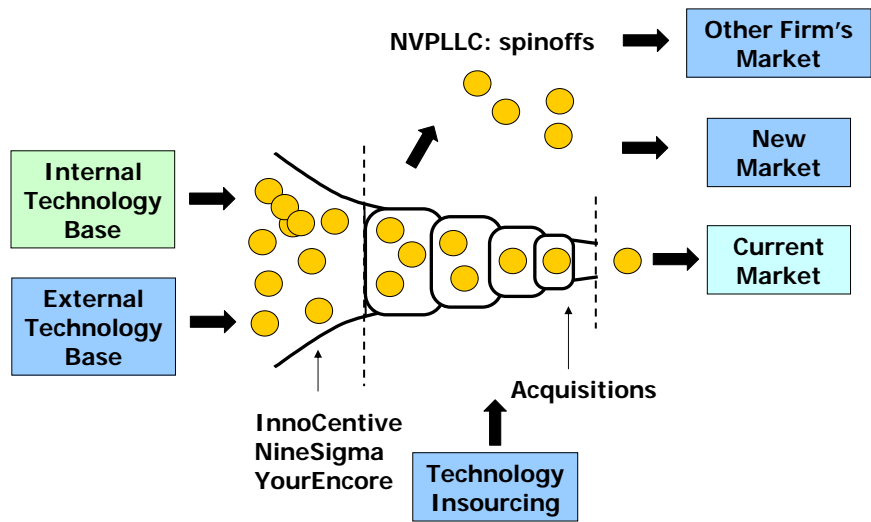 NVPLLC: spinoffs
Other Firm's
Market
New
Market
Internal
Technology
Base
Current
Market
External
Technology
Base
Acquisitions
InnoCentive
NineSigma
YourEncore
Technology
Insourcing